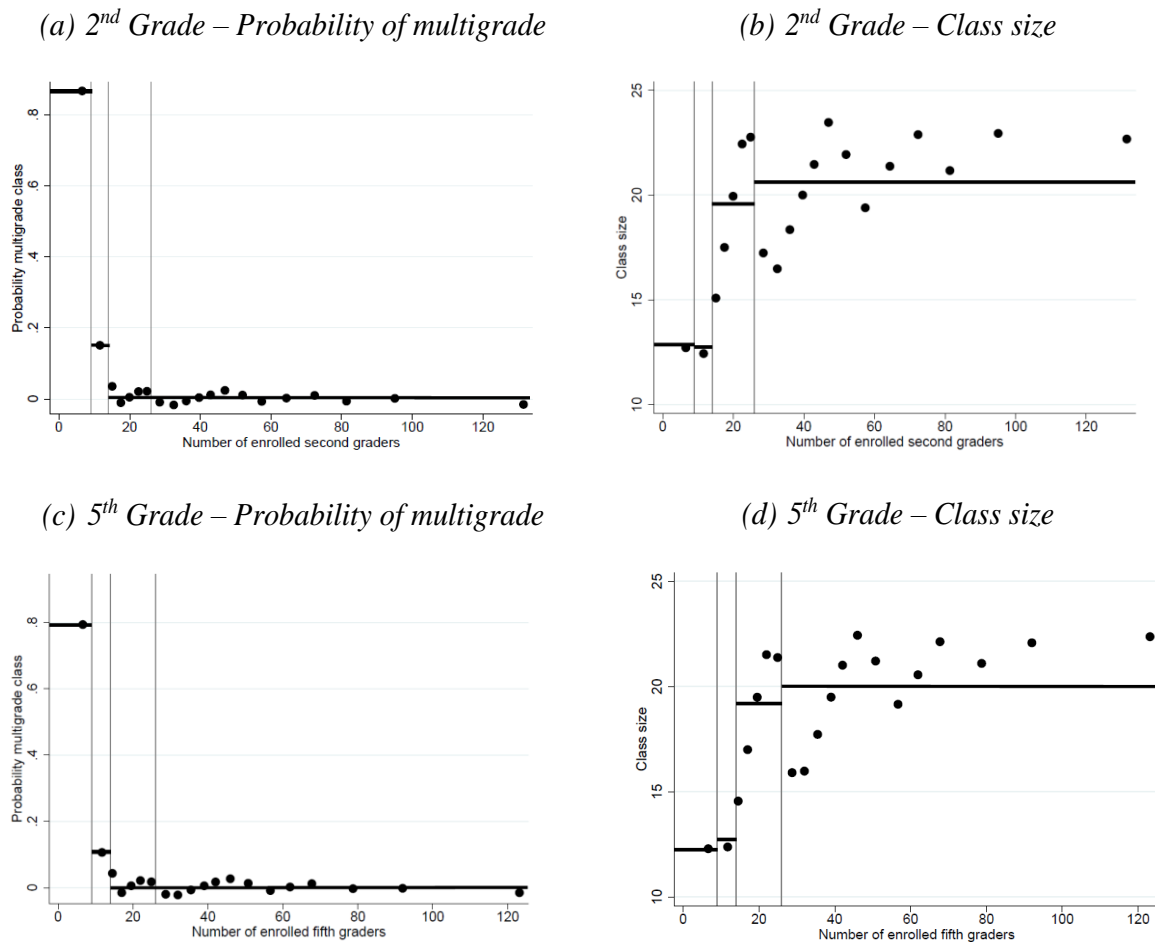 (a) 2nd Grade – Probability of multigrade
(b) 2nd Grade – Class size
Probability multigrade class
.8
.6
.4
.2
0
0 20 40 60 80 100 120
Number of enrolled second graders
Class size
25
20
15
10
0 20 40 60 80 100 120
Number of enrolled second graders
(c) 5th Grade – Probability of multigrade
(d) 5th Grade – Class size
Probability multigrade class
.8
.6
.4
.2
0
0 20 40 60 80 100 120
Number of enrolled fifth graders
Class size
25
20
15
10
0 20 40 60 80 100 120
Number of enrolled fifth graders